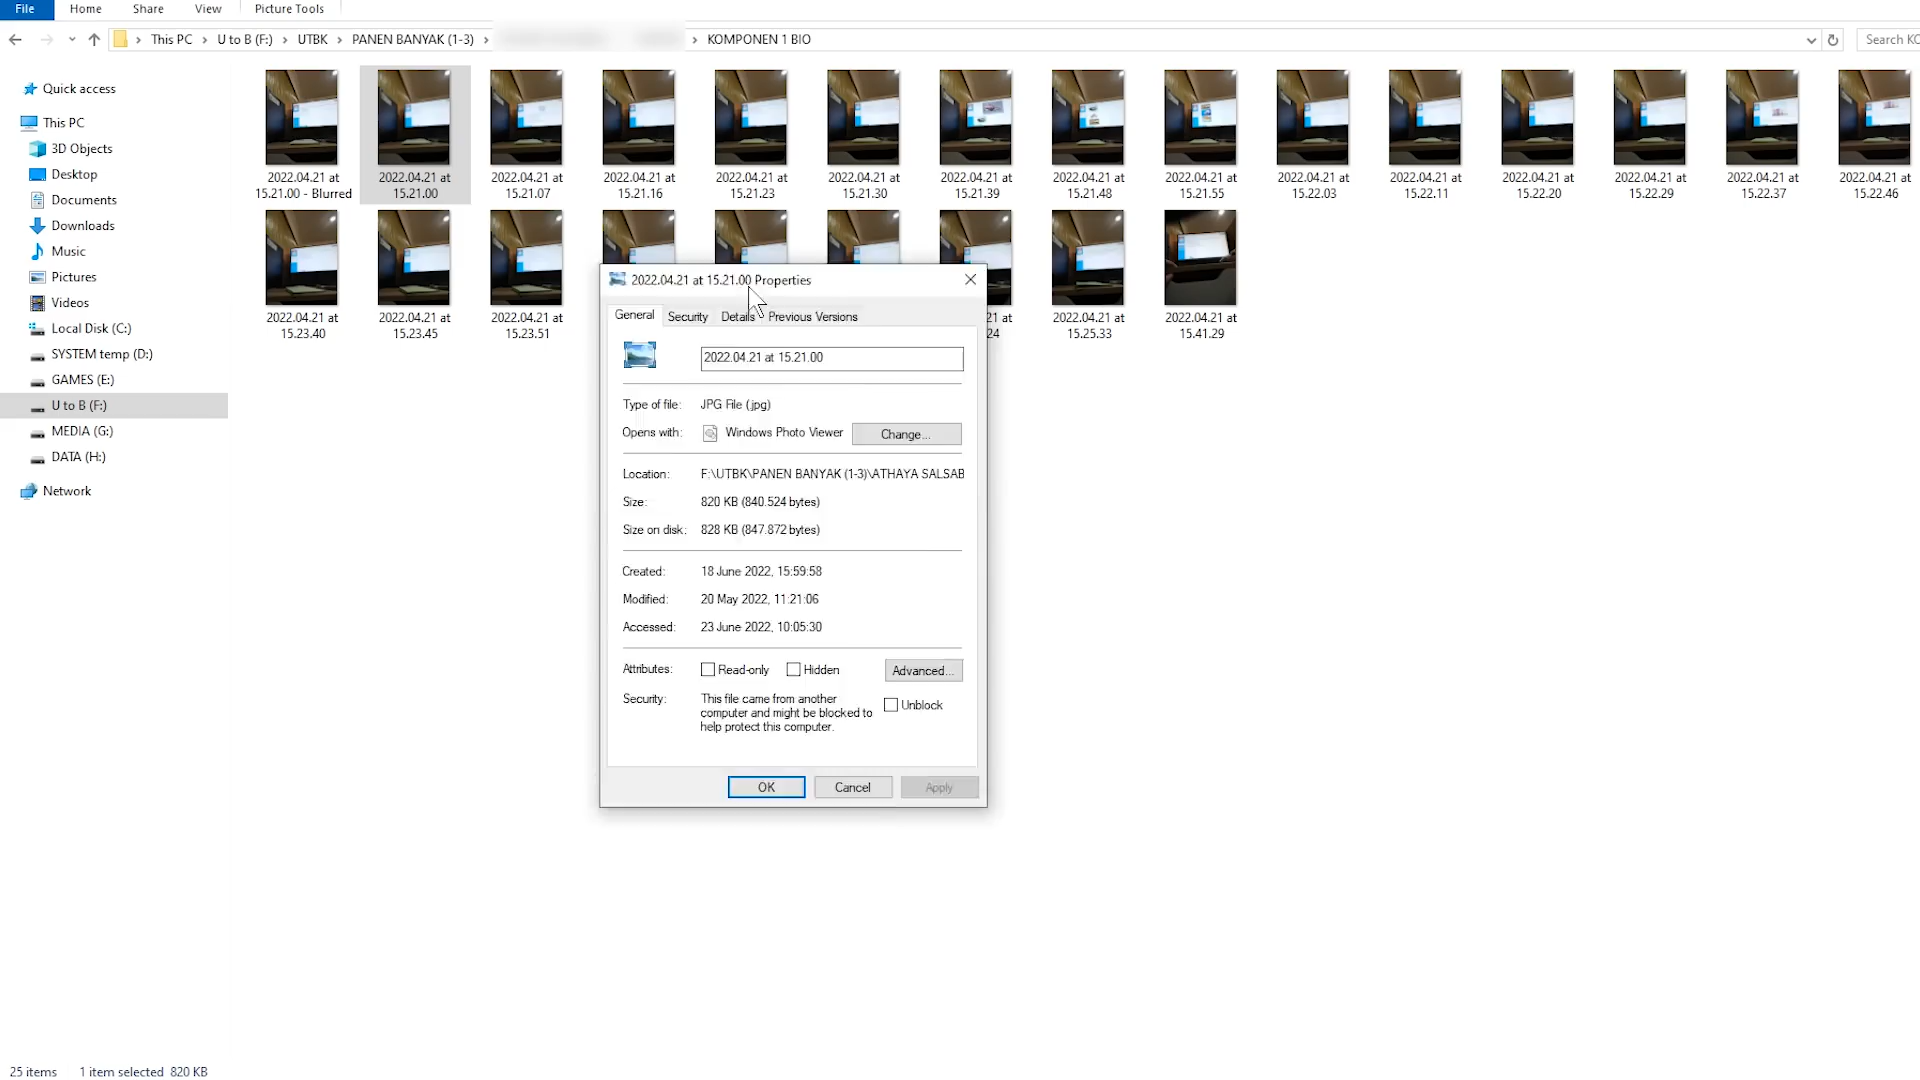 File Home Share View Picture Tools
This PC U to B (F:) UTBK PANEN BANYAK (1-3) KOMPONEN 1 BIO Search KO
Quick access
This PC
3D Objects
Desktop
Documents
Downloads
Music
Pictures
Videos
Local Disk (C:)
SYSTEM temp (D:)
GAMES (E:)
U to B (F:)
MEDIA (G:)
DATA (H:)
Network
2022.04.21 at 15.21.00 - Blurred
2022.04.21 at 15.21.00
2022.04.21 at 15.21.07
2022.04.21 at 15.21.16
2022.04.21 at 15.21.23
2022.04.21 at 15.21.30
2022.04.21 at 15.21.39
2022.04.21 at 15.21.48
2022.04.21 at 15.21.55
2022.04.21 at 15.22.03
2022.04.21 at 15.22.11
2022.04.21 at 15.22.20
2022.04.21 at 15.22.29
2022.04.21 at 15.22.37
2022.04.21 at 15.22.46
2022.04.21 at 15.23.40
2022.04.21 at 15.23.45
2022.04.21 at 15.23.51
21 at 24
2022.04.21 at 15.25.33
2022.04.21 at 15.41.29
2022.04.21 at 15.21.00 Properties
General Security Details Previous Versions
2022.04.21 at 15.21.00
Type of file: JPG File (.jpg)
Opens with: Windows Photo Viewer Change...
Location: F:\UTBK\PANEN BANYAK (1-3)\ATHAYA SALSAB
Size: 820 KB (840.524 bytes)
Size on disk: 828 KB (847.872 bytes)
Created: 18 June 2022, 15:59:58
Modified: 20 May 2022, 11:21:06
Accessed: 23 June 2022, 10:05:30
Attributes: Read-only Hidden Advanced...
Security: This file came from another
computer and might be blocked to
help protect this computer.
Unblock
OK Cancel Apply
25 items 1 item selected 820 KB